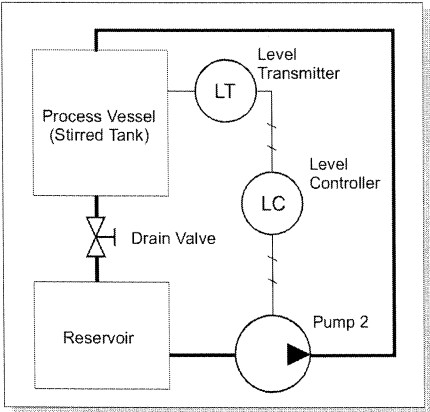 Level
Transmitter
LT
Process Vessel
(Stirred Tank)
Level
Controller
LC
Drain Valve
Pump 2
Reservoir